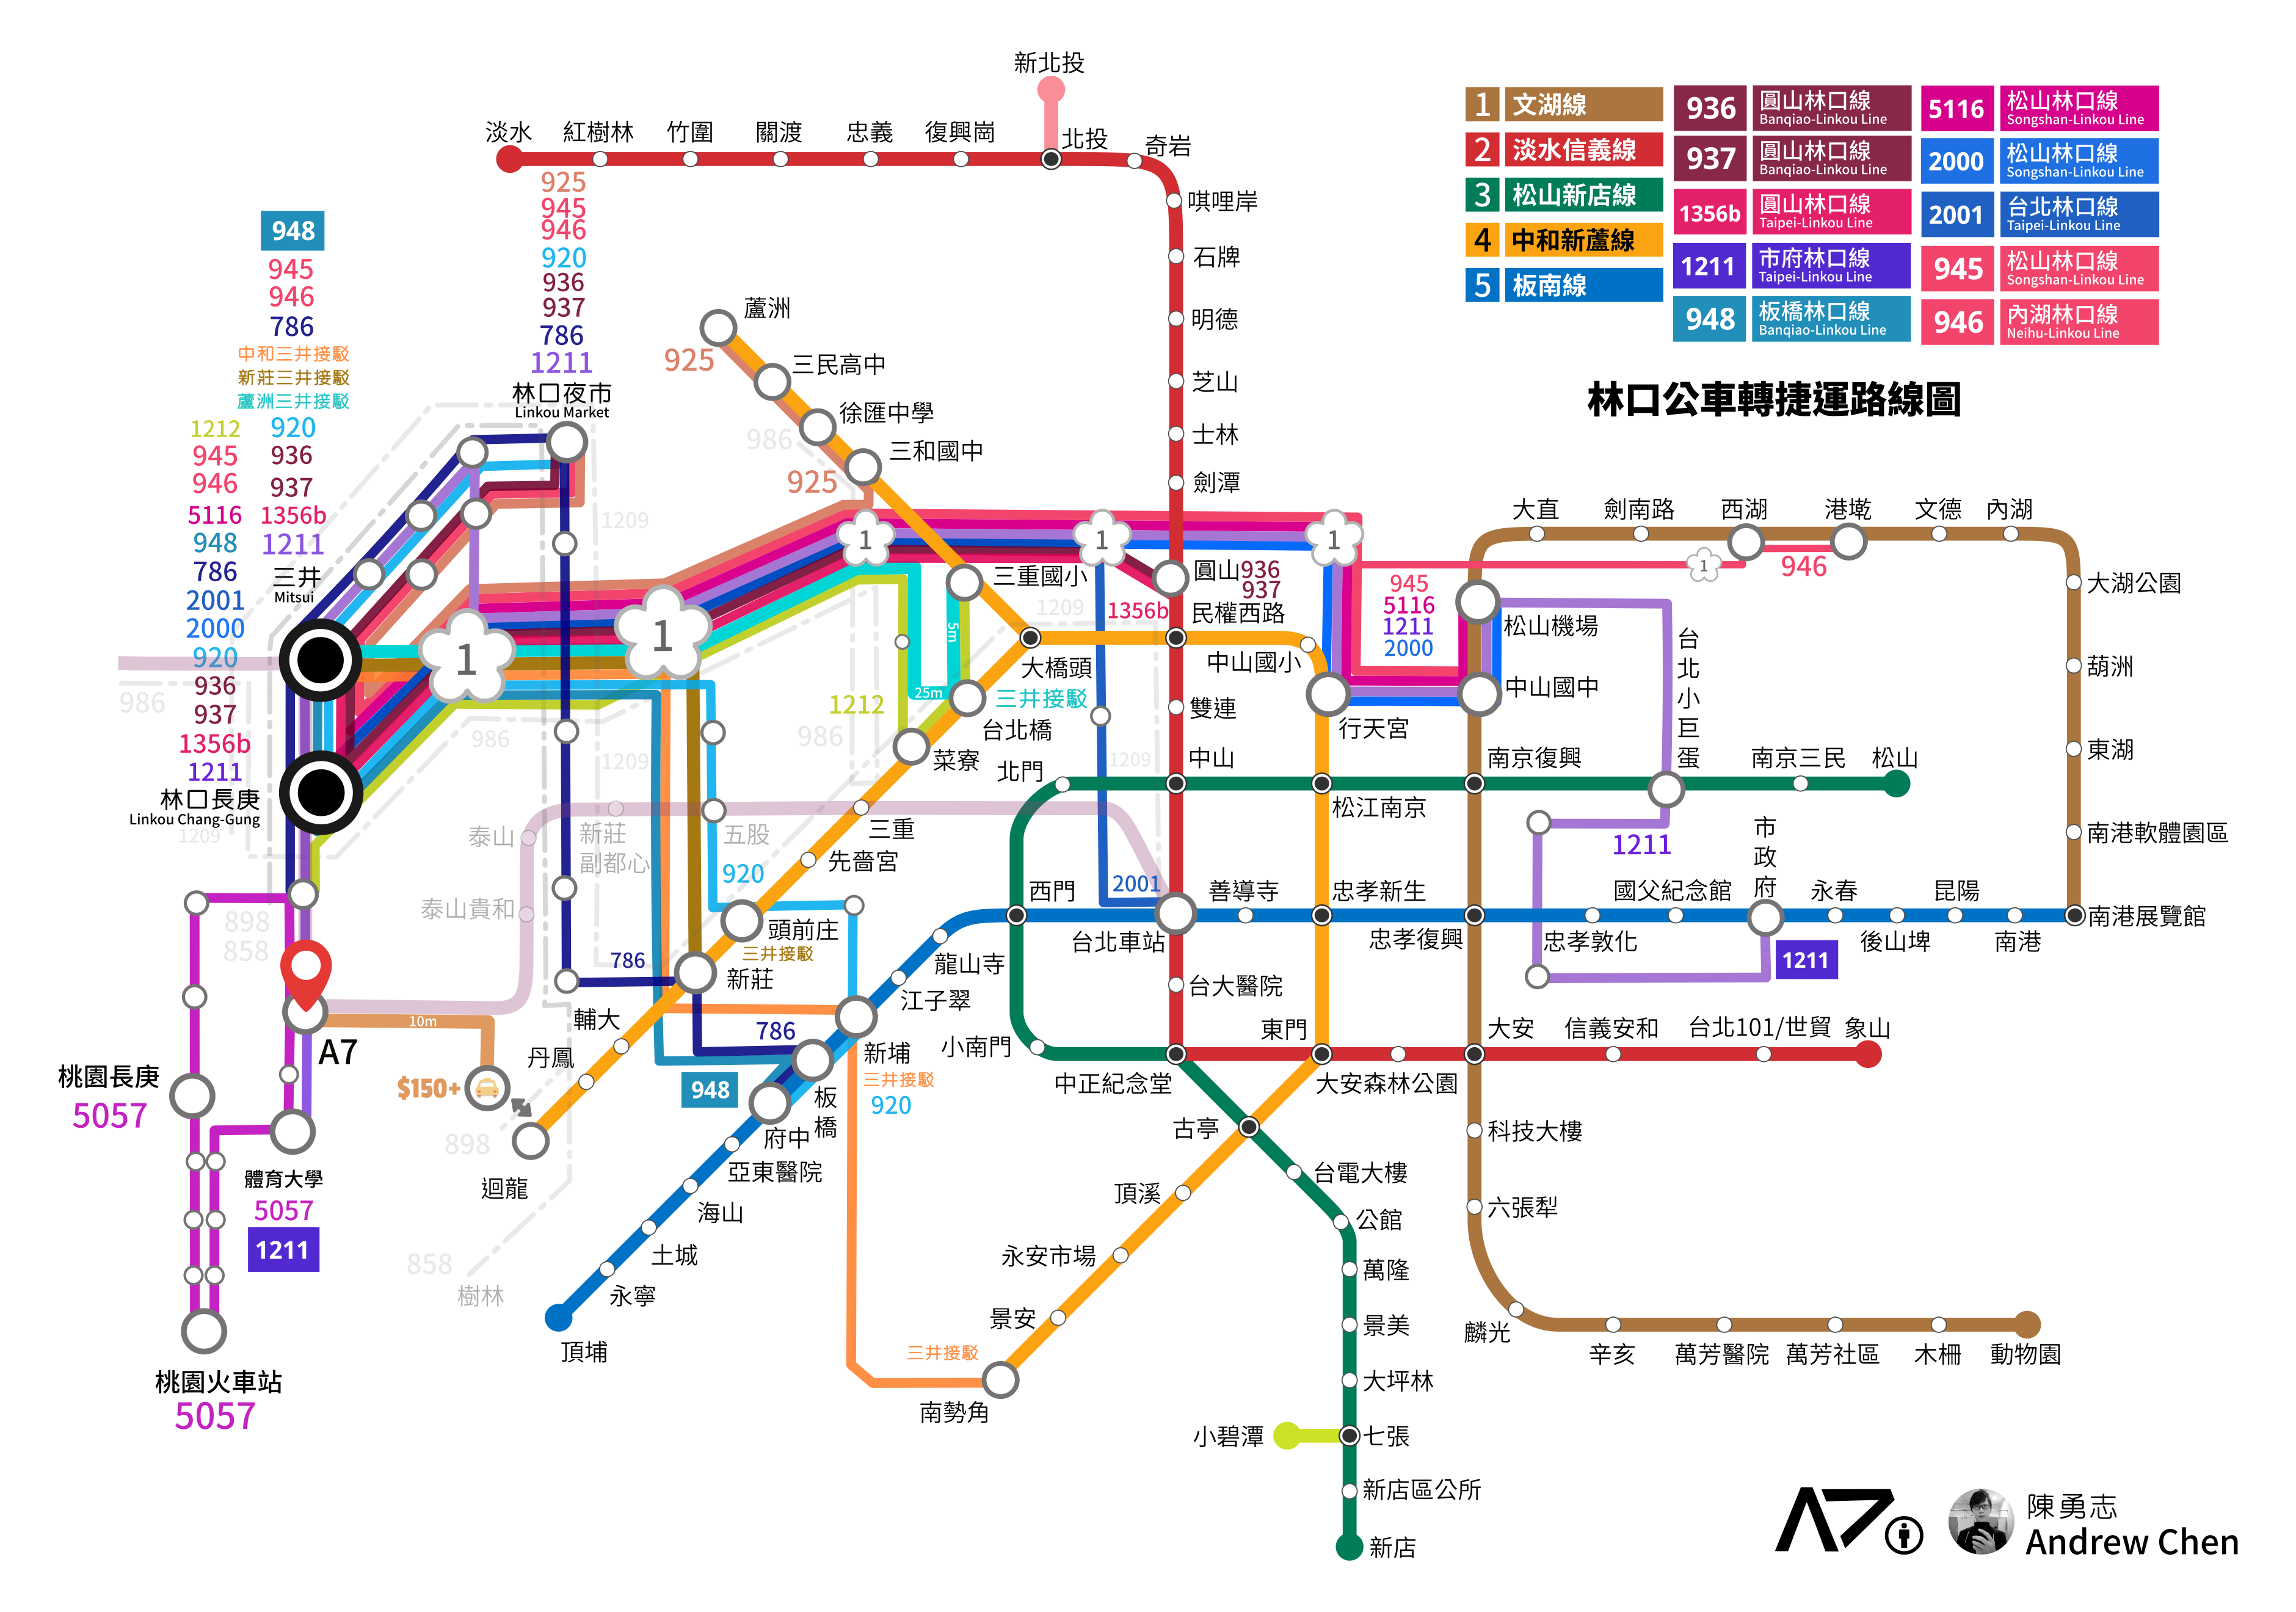 新北投
淡水
紅樹林
竹圍
關渡
忠義
復興崗
北投
奇岩
唭哩岸
石牌
明德
芝山
士林
劍潭
1 文湖線
2 淡水信義線
3 松山新店線
4 中和新蘆線
5 板南線
936 圓山林口線
Banqiao-Linkou Line
937 圓山林口線
Banqiao-Linkou Line
1356b 圓山林口線
Taipei-Linkou Line
1211 市府林口線
Taipei-Linkou Line
948 板橋林口線
Banqiao-Linkou Line
5116 松山林口線
Songshan-Linkou Line
2000 松山林口線
Songshan-Linkou Line
2001 台北林口線
Taipei-Linkou Line
945 松山林口線
Songshan-Linkou Line
946 內湖林口線
Neihu-Linkou Line
林口公車轉捷運路線圖
925
945
946
920
936
937
786
1211
林口夜市
Linkou Market
948
945
946
786
中和三井接駁
新莊三井接駁
蘆洲三井接駁
920
936
937
1356b
1211
1212
945
946
5116
948
786
2001
2000
920
936
937
1356b
1211
三井
Mitsui
林口長庚
Linkou Chang-Gung
1209
986
蘆洲
925
三民高中
徐匯中學
986
三和國中
925
1209
1
1
1
1
1
1
三重國小
5m
25m
1209
大橋頭
三井接駁
台北橋
1212
菜寮
986
986
1209
1209
圓山
936
937
1356b
民權西路
中山國小
雙連
中山
北門
945
5116
1211
2000
行天宮
松江南京
大直
劍南路
西湖
港墘
文德
內湖
946
大湖公園
葫洲
東湖
南港軟體園區
南港展覽館
松山機場
中山國中
南京復興
台北小巨蛋
南京三民
松山
1211
市政府
1211
泰山
新莊
副都心
五股
泰山貴和
三重
先嗇宮
920
頭前庄
三井接駁
新莊
786
786
948
輔大
丹鳳
迴龍
898
858
樹林
898
858
A7
10m
$150+
桃園長庚
5057
體育大學
5057
1211
桃園火車站
5057
西門
2001
台北車站
善導寺
忠孝新生
忠孝復興
忠孝敦化
國父紀念館
永春
後山埤
昆陽
南港
龍山寺
江子翠
新埔
三井接駁
920
板橋
府中
亞東醫院
海山
土城
永寧
頂埔
小南門
台大醫院
中正紀念堂
東門
大安森林公園
大安
信義安和
台北101/世貿
象山
古亭
台電大樓
公館
萬隆
景美
大坪林
七張
小碧潭
新店區公所
新店
頂溪
永安市場
景安
三井接駁
南勢角
科技大樓
六張犁
麟光
辛亥
萬芳醫院
萬芳社區
木柵
動物園
陳勇志
Andrew Chen